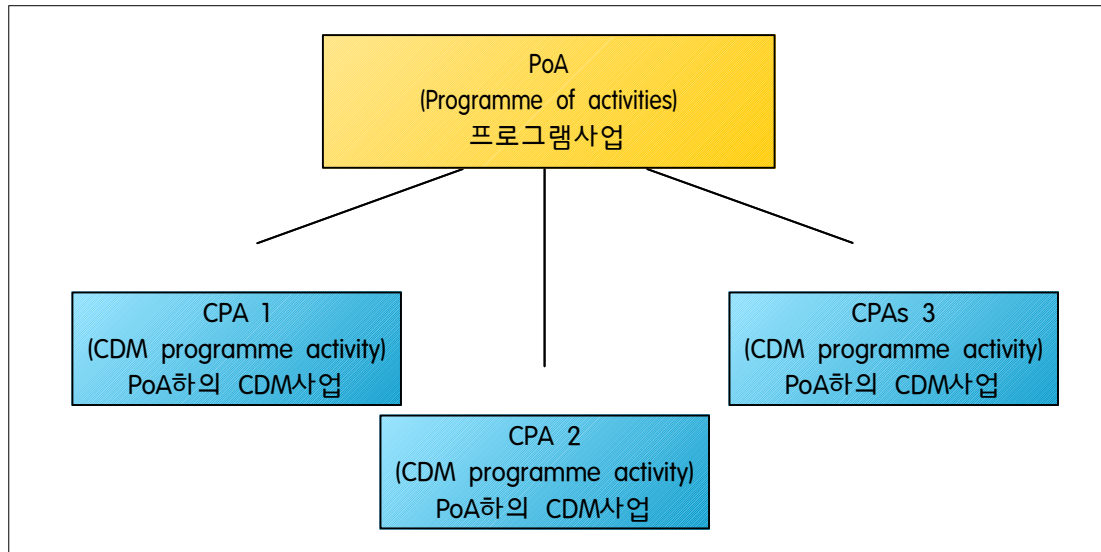 PoA
(Programme of activities)
프로그램사업
CPA 1
(CDM programme activity)
PoA하의 CDM사업
CPA 2
(CDM programme activity)
PoA하의 CDM사업
CPAs 3
(CDM programme activity)
PoA하의 CDM사업